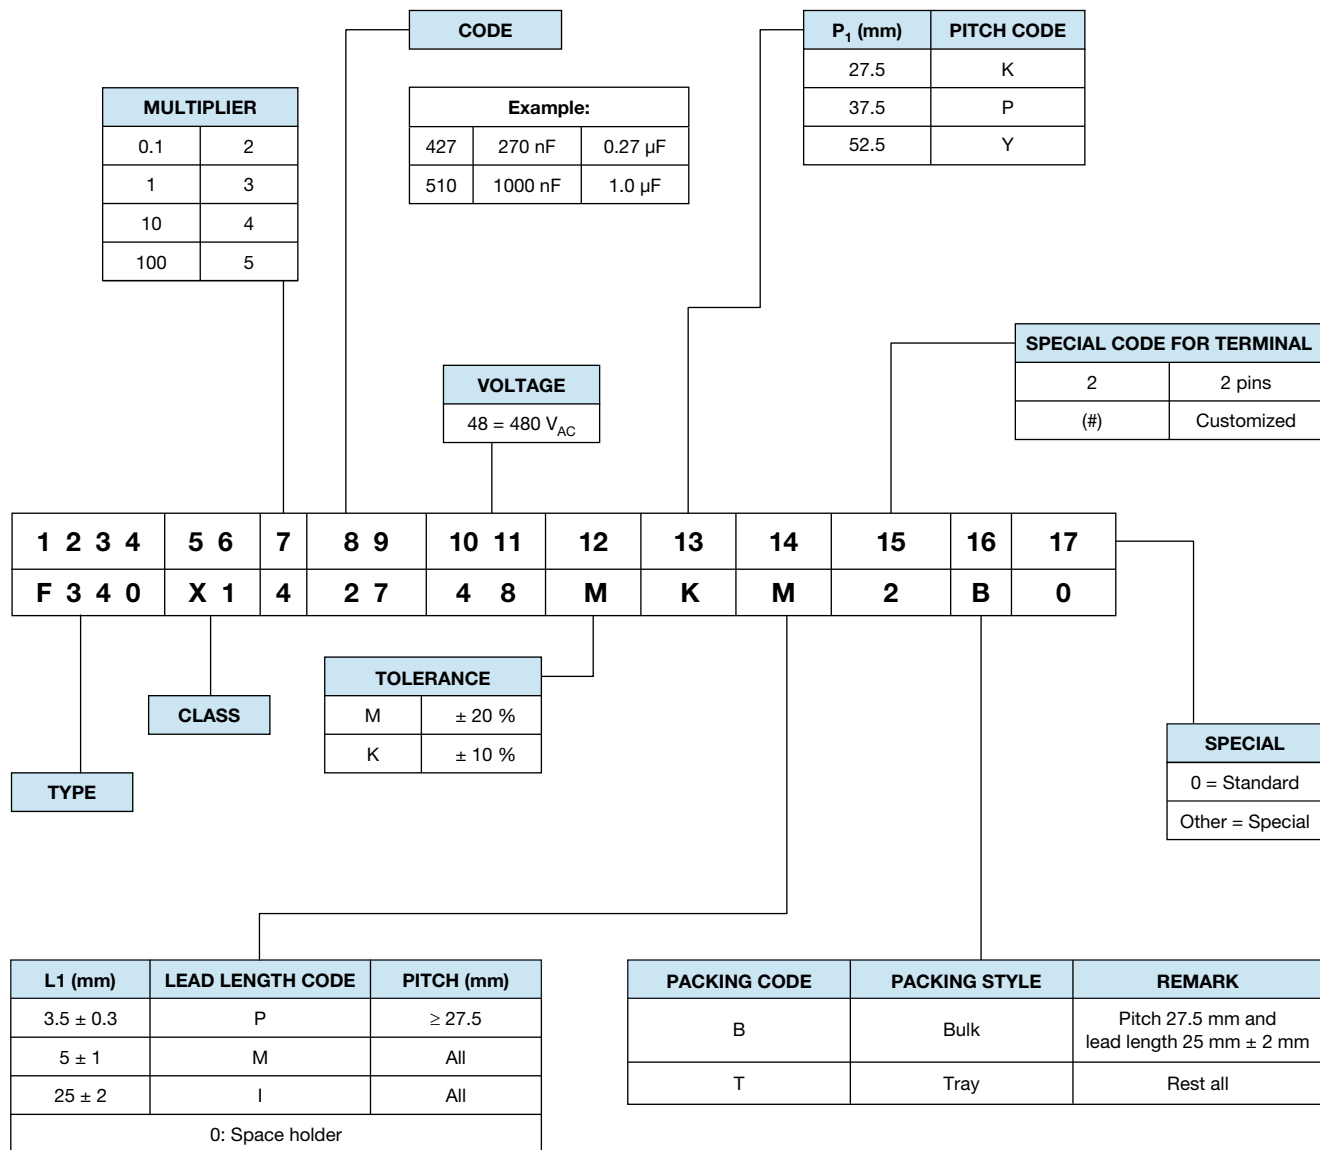 CODE
P1 (mm) PITCH CODE
27.5 K
37.5 P
52.5 Y
MULTIPLIER
0.1 2
1 3
10 4
100 5
Example:
427 270 nF 0.27 µF
510 1000 nF 1.0 µF
SPECIAL CODE FOR TERMINAL
2 2 pins
(#) Customized
VOLTAGE
48 = 480 VAC
1 2 3 4 5 6 7 8 9 10 11 12 13 14 15 16 17
F 3 4 0 X 1 4 2 7 4 8 M K M 2 B 0
TOLERANCE
M ± 20 %
K ± 10 %
CLASS
TYPE
SPECIAL
0 = Standard
Other = Special
L1 (mm) LEAD LENGTH CODE PITCH (mm)
3.5 ± 0.3 P ≥ 27.5
5 ± 1 M All
25 ± 2 I All
0: Space holder
PACKING CODE PACKING STYLE REMARK
B Bulk Pitch 27.5 mm and
lead length 25 mm ± 2 mm
T Tray Rest all